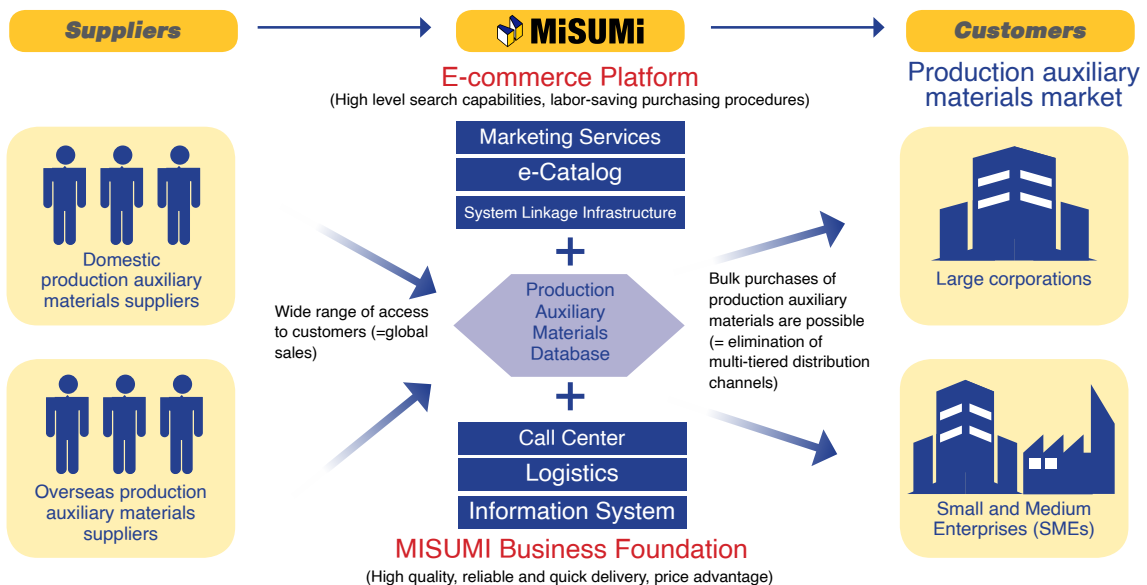 Suppliers
MiSUMi
Customers
E-commerce Platform
(High level search capabilities, labor-saving purchasing procedures)
Production auxiliary
materials market
Marketing Services
e-Catalog
System Linkage Infrastructure
+
Domestic
production auxiliary
materials suppliers
Wide range of access
to customers (=global
sales)
Production
Auxiliary
Materials
Database
Bulk purchases of
production auxiliary
materials are possible
(= elimination of
multi-tiered distribution
channels)
Large corporations
+
Call Center
Logistics
Information System
Overseas production
auxiliary materials
suppliers
Small and Medium
Enterprises (SMEs)
MISUMI Business Foundation
(High quality, reliable and quick delivery, price advantage)